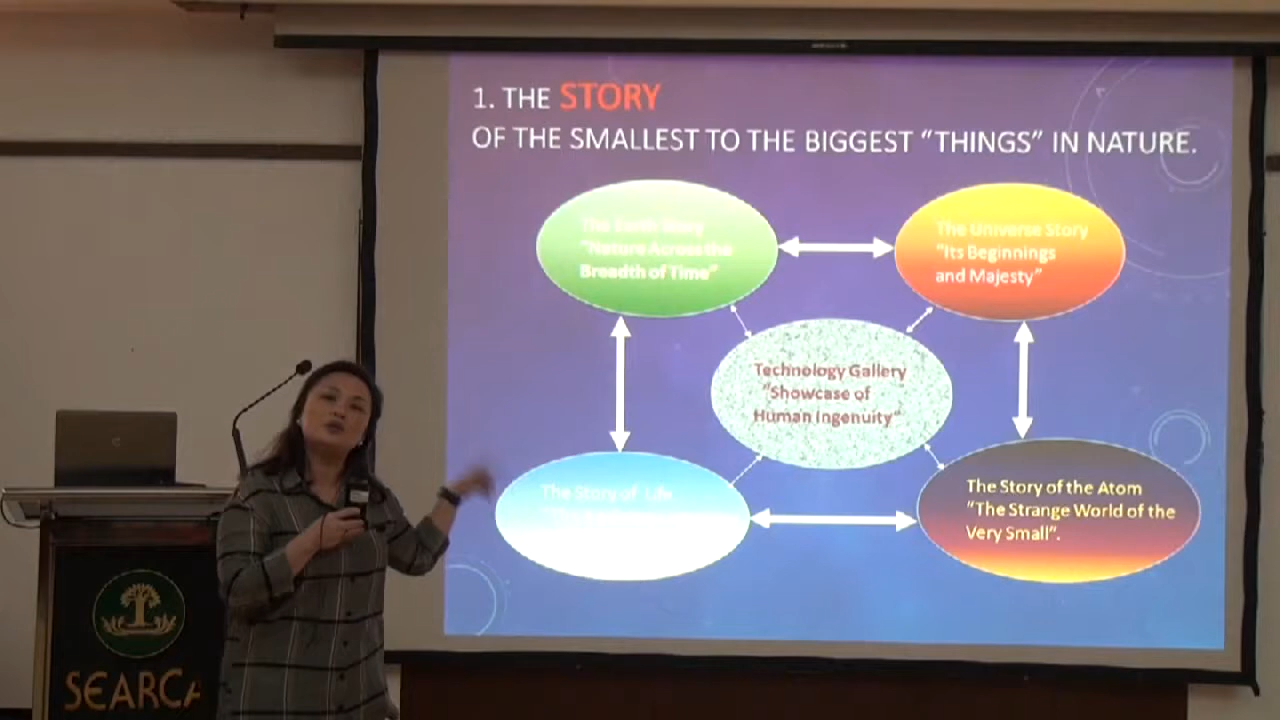 1. THE STORY
OF THE SMALLEST TO THE BIGGEST “THINGS” IN NATURE.
The Earth Story
“Nature Across the
Breadth of Time”
The Universe Story
“Its Beginnings
and Majesty”
Technology Gallery
“Showcase of
Human Ingenuity”
The Story of Life
The Story of the Atom
“The Strange World of the
Very Small”.
SEARCA